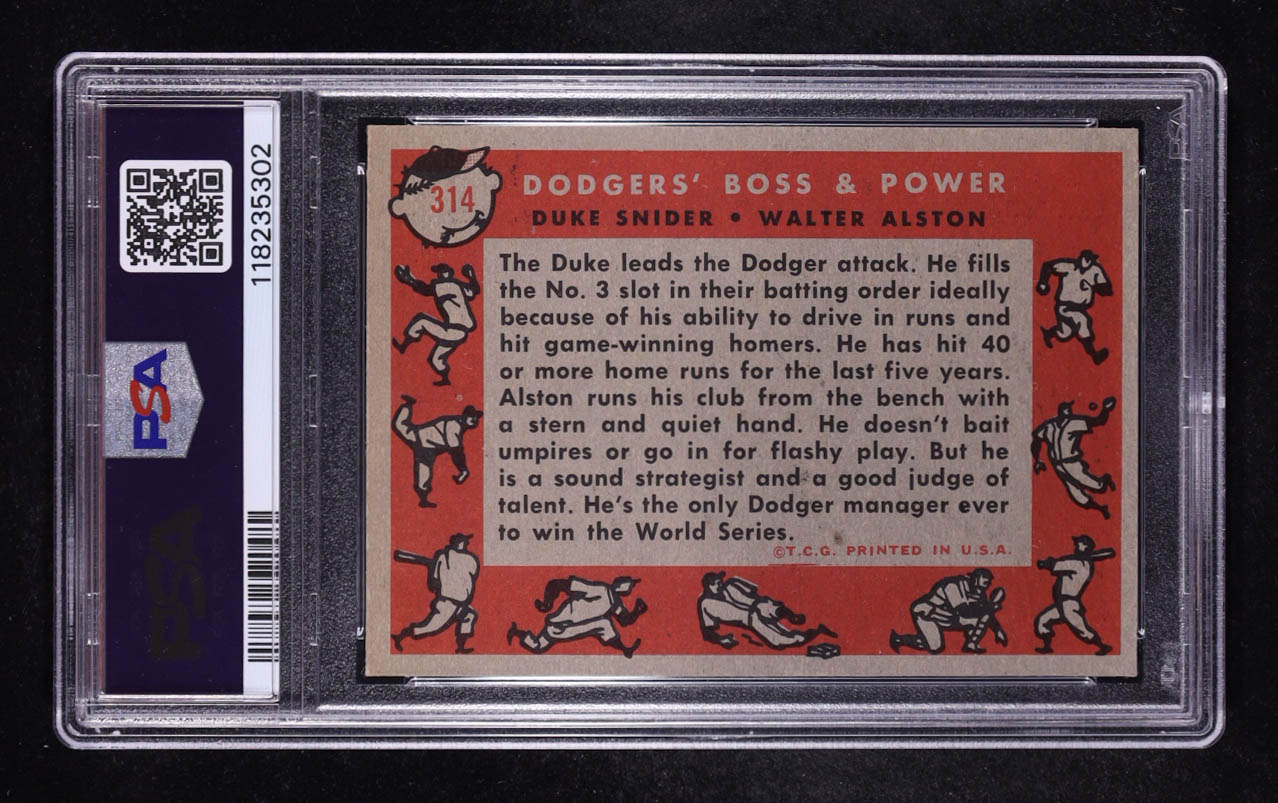 314
DODGERS' BOSS & POWER
DUKE SNIDER • WALTER ALSTON
The Duke leads the Dodger attack. He fills
the No. 3 slot in their batting order ideally
because of his ability to drive in runs and
hit game-winning homers. He has hit 40
or more home runs for the last five years.
Alston runs his club from the bench with
a stern and quiet hand. He doesn't bait
umpires or go in for flashy play. But he
is a sound strategist and a good judge of
talent. He's the only Dodger manager ever
to win the World Series.
©T.C.G. PRINTED IN U.S.A.
118235302
PSA
PSA
PSA